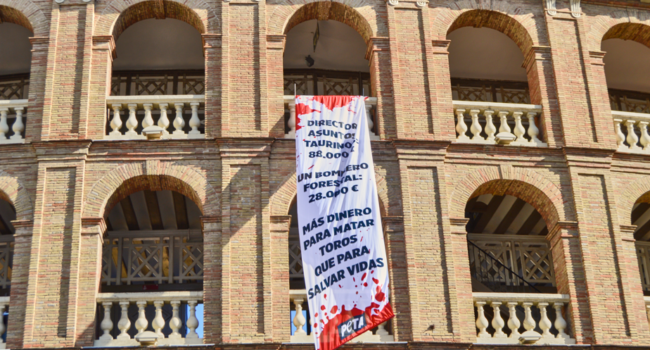 DIRECTOR
ASUNTOS
TAURINOS:
88.000
UN BOMBERO
FORESTAL:
28.000 €
MÁS DINERO
PARA MATAR
TOROS
QUE PARA
SALVAR VIDAS
PETA